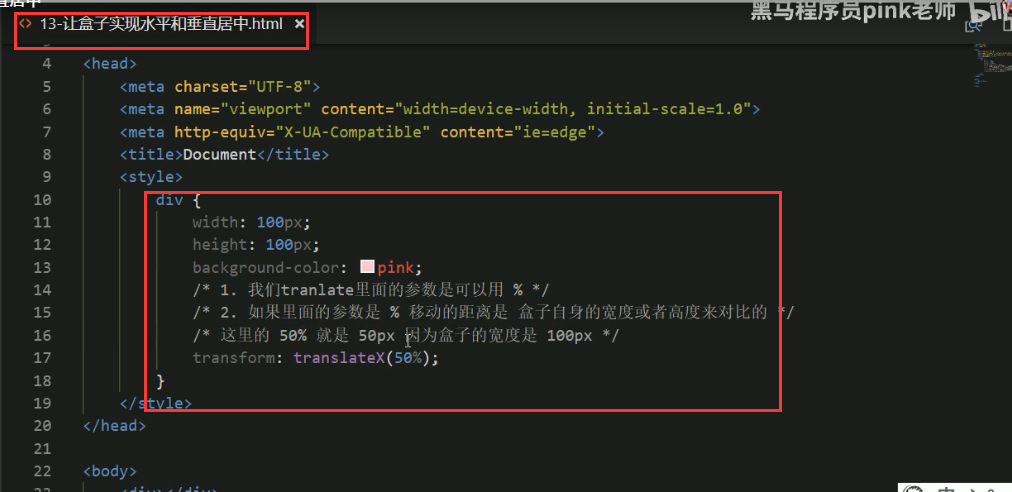 直居中
黑马程序员pink老师 bili
<> 13-让盒子实现水平和垂直居中.html ×
4 <head>
5 <meta charset="UTF-8">
6 <meta name="viewport" content="width=device-width, initial-scale=1.0">
7 <meta http-equiv="X-UA-Compatible" content="ie=edge">
8 <title>Document</title>
9 <style>
10 div {
11 width: 100px;
12 height: 100px;
13 background-color: pink;
14 /* 1. 我们tranlate里面的参数是可以用 % */
15 /* 2. 如果里面的参数是 % 移动的距离是 盒子自身的宽度或者高度来对比的 */
16 /* 这里的 50% 就是 50px 因为盒子的宽度是 100px */
17 transform: translateX(50%);
18 }
19 </style>
20 </head>
21
22 <body>
23 <div></div>